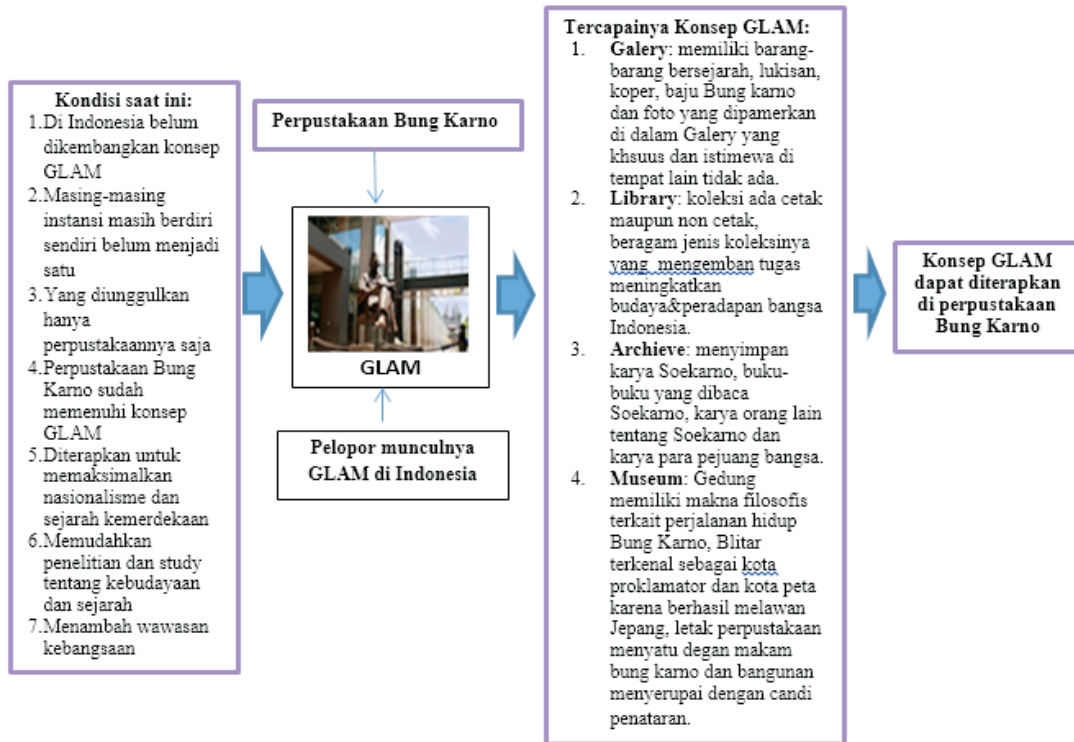 Kondisi saat ini:
1.Di Indonesia belum
dikembangkan konsep
GLAM
2.Masing-masing
instansi masih berdiri
sendiri belum menjadi
satu
3.Yang diunggulkan
hanya
perpustakaannya saja
4.Perpustakaan Bung
Karno sudah
memenuhi konsep
GLAM
5.Diterapkan untuk
memaksimalkan
nasionalisme dan
sejarah kemerdekaan
6.Memudahkan
penelitian dan study
tentang kebudayaan
dan sejarah
7.Menambah wawasan
kebangsaan
Perpustakaan Bung Karno
GLAM
Pelopor munculnya
GLAM di Indonesia
Tercapainya Konsep GLAM:
1. Galery: memiliki barang-
barang bersejarah, lukisan,
koper, baju Bung karno
dan foto yang dipamerkan
di dalam Galery yang
khsuus dan istimewa di
tempat lain tidak ada.
2. Library: koleksi ada cetak
maupun non cetak,
beragam jenis koleksinya
yang mengemban tugas
meningkatkan
budaya&peradapan bangsa
Indonesia.
3. Archieve: menyimpan
karya Soekarno, buku-
buku yang dibaca
Soekarno, karya orang lain
tentang Soekarno dan
karya para pejuang bangsa.
4. Museum: Gedung
memiliki makna filosofis
terkait perjalanan hidup
Bung Karno, Blitar
terkenal sebagai kota
proklamator dan kota peta
karena berhasil melawan
Jepang, letak perpustakaan
menyatu degan makam
bung karno dan bangunan
menyerupai dengan candi
penataran.
Konsep GLAM
dapat diterapkan
di perpustakaan
Bung Karno